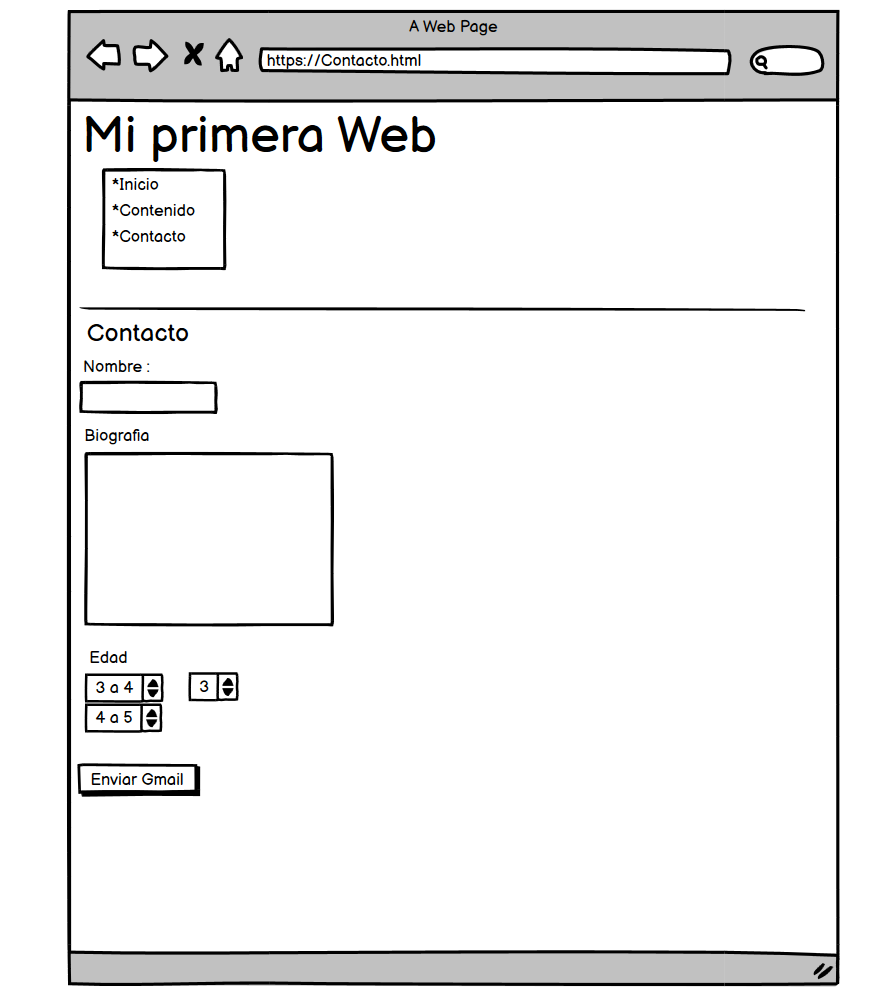 A Web Page
https://Contacto.html
Mi primera Web
*Inicio
*Contenido
*Contacto
Contacto
Nombre :
Biografia
Edad
3 a 4 3
4 a 5
Enviar Gmail